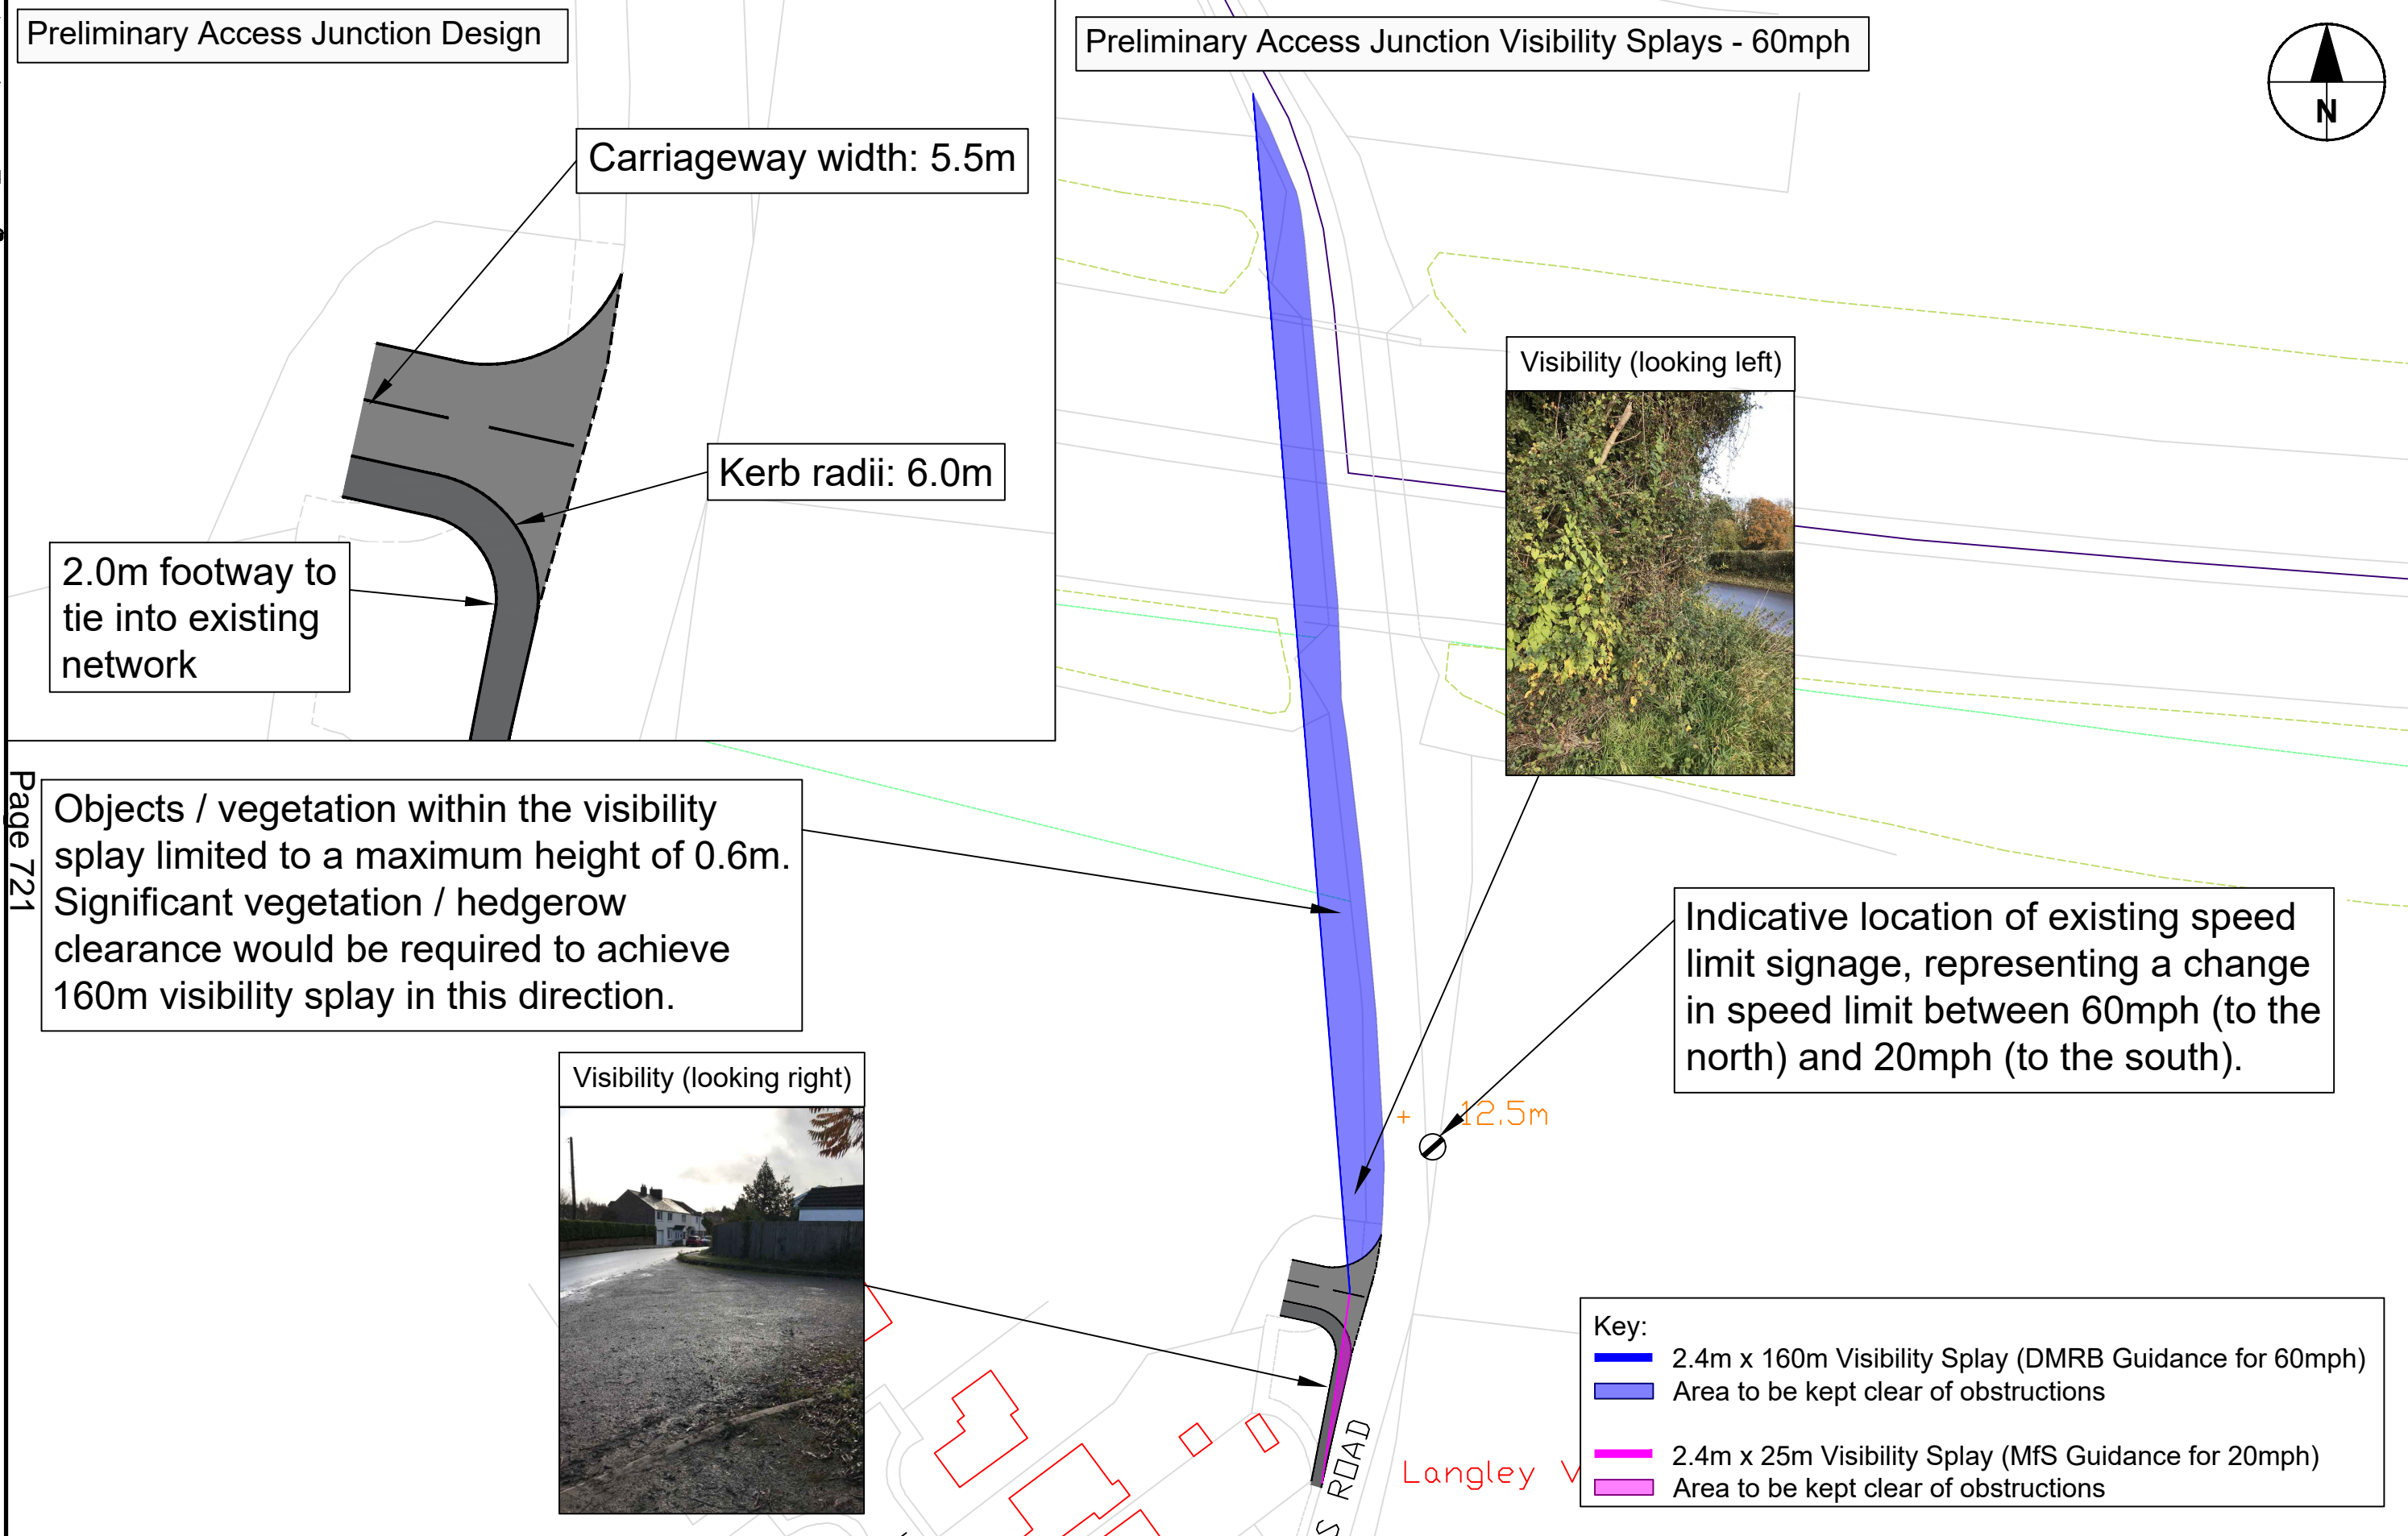 Preliminary Access Junction Design
Carriageway width: 5.5m
Kerb radii: 6.0m
2.0m footway to
tie into existing
network
Preliminary Access Junction Visibility Splays - 60mph
N
Visibility (looking left)
Page 721
Objects / vegetation within the visibility
splay limited to a maximum height of 0.6m.
Significant vegetation / hedgerow
clearance would be required to achieve
160m visibility splay in this direction.
Indicative location of existing speed
limit signage, representing a change
in speed limit between 60mph (to the
north) and 20mph (to the south).
Visibility (looking right)
+ 12.5m
S ROAD
Langley V
Key:
2.4m x 160m Visibility Splay (DMRB Guidance for 60mph)
Area to be kept clear of obstructions
2.4m x 25m Visibility Splay (MfS Guidance for 20mph)
Area to be kept clear of obstructions